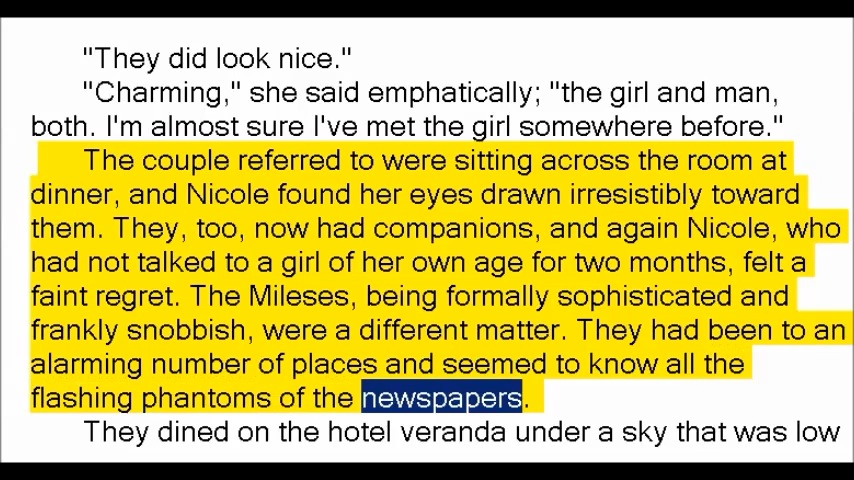 "They did look nice."
"Charming," she said emphatically; "the girl and man,
both. I'm almost sure I've met the girl somewhere before."
The couple referred to were sitting across the room at
dinner, and Nicole found her eyes drawn irresistibly toward
them. They, too, now had companions, and again Nicole, who
had not talked to a girl of her own age for two months, felt a
faint regret. The Mileses, being formally sophisticated and
frankly snobbish, were a different matter. They had been to an
alarming number of places and seemed to know all the
flashing phantoms of the newspapers.
They dined on the hotel veranda under a sky that was low